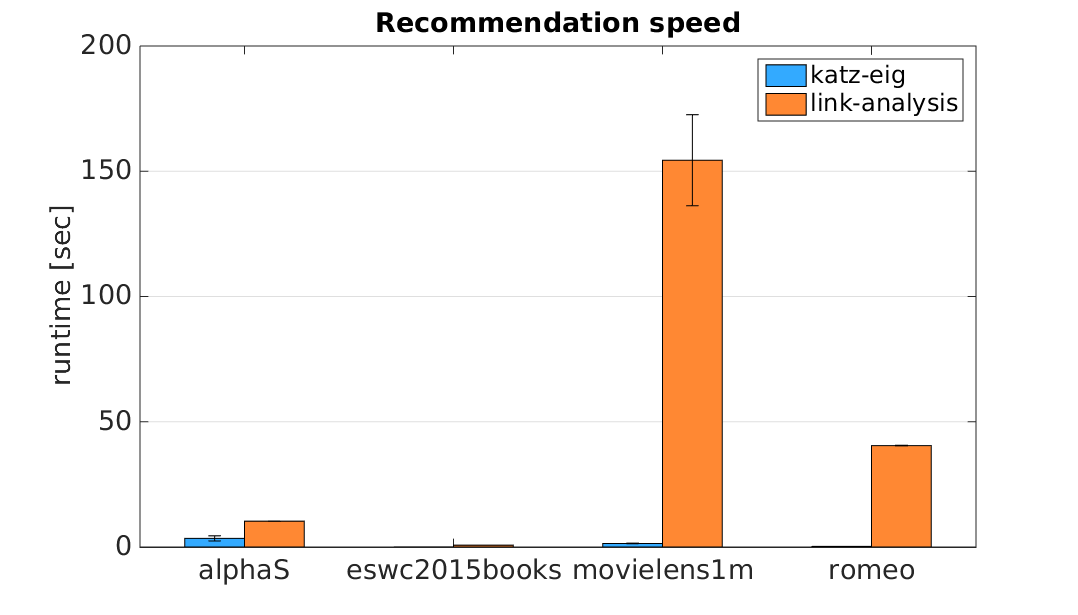 Recommendation speed
200
150
100
50
0
runtime [sec]
katz-eig
link-analysis
alphaS eswc2015books movielens1m romeo